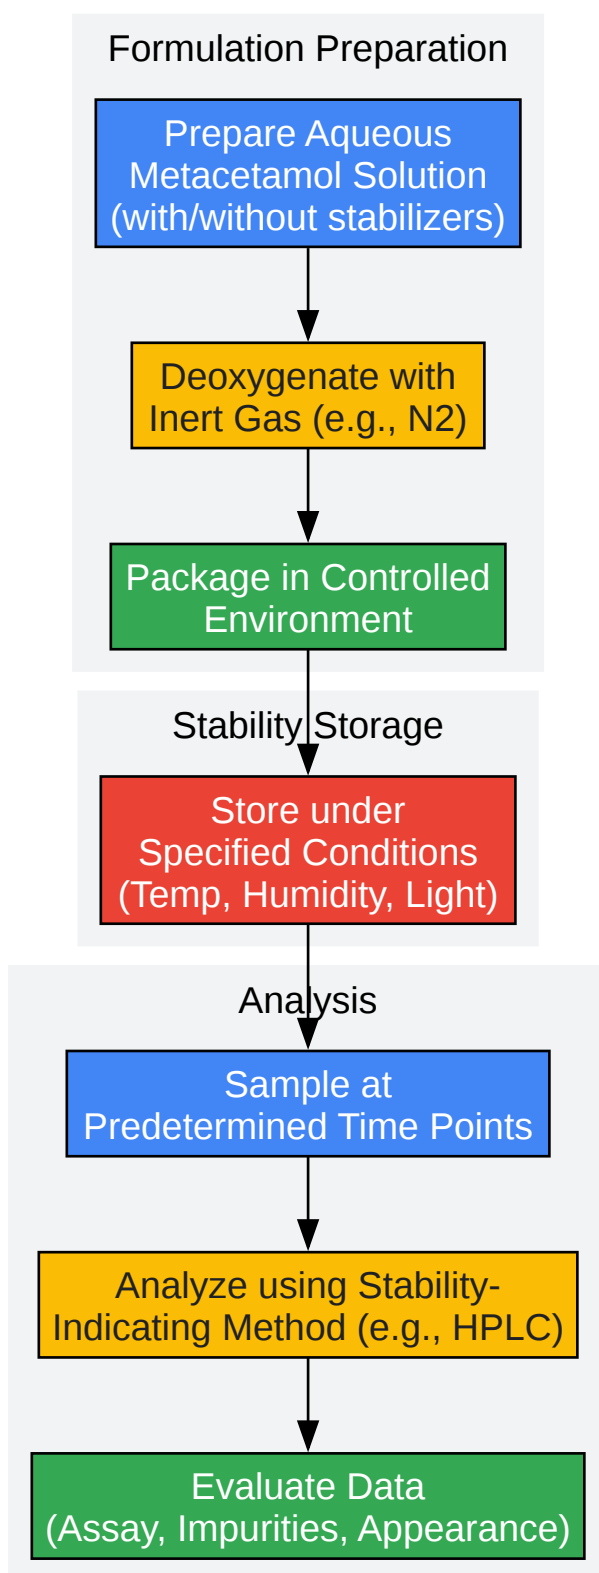 Formulation Preparation
Prepare Aqueous
Metacetamol Solution
(with/without stabilizers)
Deoxygenate with
Inert Gas (e.g., N2)
Package in Controlled
Environment
Stability Storage
Store under
Specified Conditions
(Temp, Humidity, Light)
Analysis
Sample at
Predetermined Time Points
Analyze using Stability-
Indicating Method (e.g., HPLC)
Evaluate Data
(Assay, Impurities, Appearance)